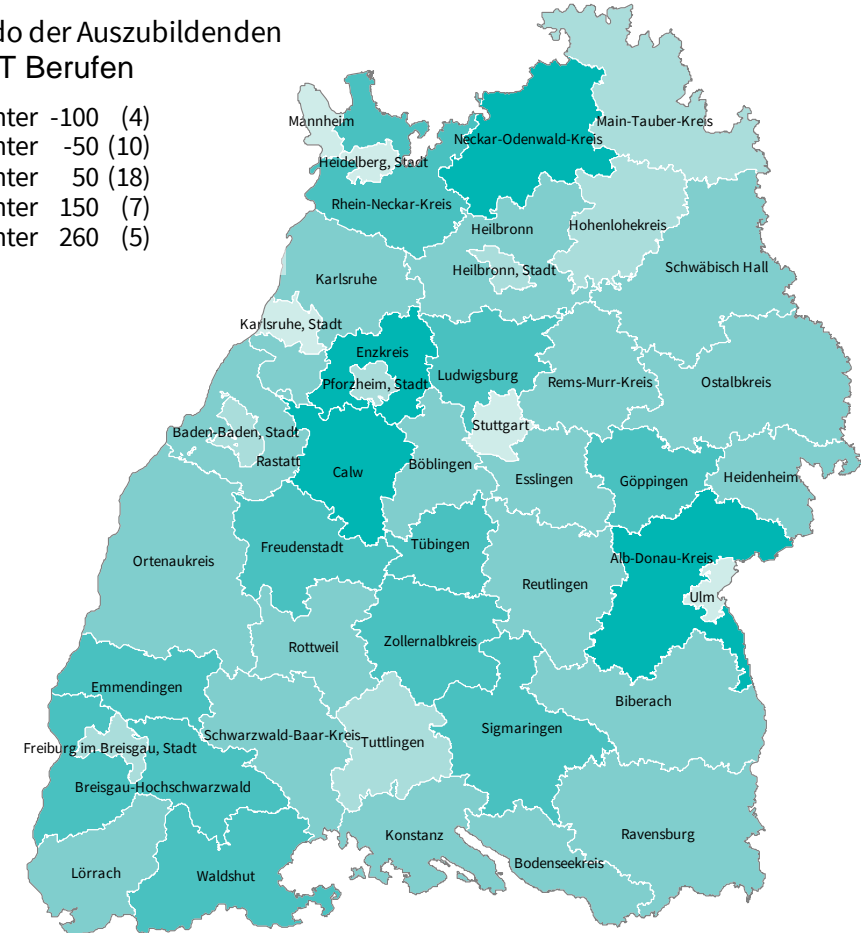 do der Auszubildenden
T Berufen
nter -100 (4)
nter -50 (10)
nter 50 (18)
nter 150 (7)
nter 260 (5)
Mannheim
Main-Tauber-Kreis
Neckar-Odenwald-Kreis
Heidelberg, Stadt
Rhein-Neckar-Kreis
Heilbronn
Hohenlohekreis
Heilbronn, Stadt
Schwäbisch Hall
Karlsruhe
Karlsruhe, Stadt
Enzkreis
Ludwigsburg
Pforzheim, Stadt
Rems-Murr-Kreis
Ostalbkreis
Stuttgart
Baden-Baden, Stadt
Rastatt
Calw
Böblingen
Esslingen
Göppingen
Heidenheim
Freudenstadt
Tübingen
Ortenaukreis
Alb-Donau-Kreis
Reutlingen
Ulm
Rottweil
Zollernalbkreis
Emmendingen
Biberach
Sigmaringen
Schwarzwald-Baar-Kreis
Tuttlingen
Freiburg im Breisgau, Stadt
Breisgau-Hochschwarzwald
Konstanz
Ravensburg
Bodenseekreis
Lörrach
Waldshut